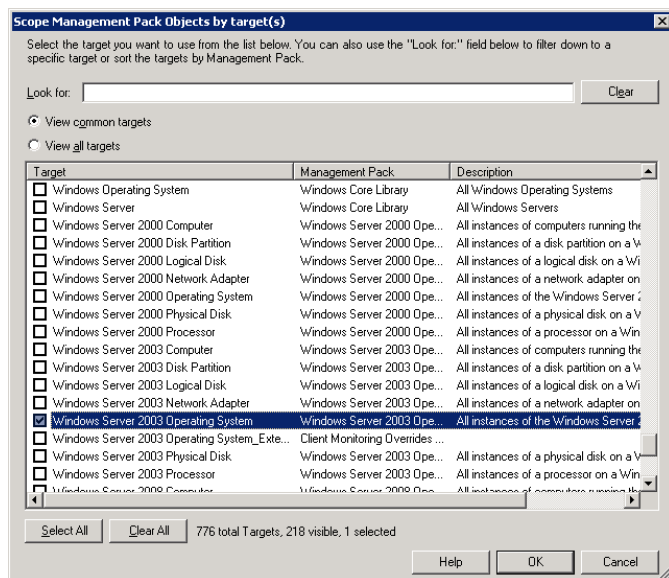 Scope Management Pack Objects by target(s)
Select the target you want to use from the list below. You can also use the "Look for:" field below to filter down to a
specific target or sort the targets by Management Pack.
Look for: Clear
View common targets
View all targets
Target Management Pack Description
Windows Operating System Windows Core Library All Windows Operating Systems
Windows Server Windows Core Library All Windows Servers
Windows Server 2000 Computer Windows Server 2000 Ope... All instances of computers running the
Windows Server 2000 Disk Partition Windows Server 2000 Ope... All instances of a disk partition on a W
Windows Server 2000 Logical Disk Windows Server 2000 Ope... All instances of a logical disk on a Wi
Windows Server 2000 Network Adapter Windows Server 2000 Ope... All instances of a network adapter on
Windows Server 2000 Operating System Windows Server 2000 Ope... All instances of the Windows Server 2
Windows Server 2000 Physical Disk Windows Server 2000 Ope... All instances of a physical disk on a W
Windows Server 2000 Processor Windows Server 2000 Ope... All instances of a processor on a Win
Windows Server 2003 Computer Windows Server 2003 Ope... All instances of computers running the
Windows Server 2003 Disk Partition Windows Server 2003 Ope... All instances of a disk partition on a W
Windows Server 2003 Logical Disk Windows Server 2003 Ope... All instances of a logical disk on a Wi
Windows Server 2003 Network Adapter Windows Server 2003 Ope... All instances of a network adapter on
Windows Server 2003 Operating System Windows Server 2003 Ope... All instances of the Windows Server 2
Windows Server 2003 Operating System_Exte... Client Monitoring Overrides ...
Windows Server 2003 Physical Disk Windows Server 2003 Ope... All instances of a physical disk on a W
Windows Server 2003 Processor Windows Server 2003 Ope... All instances of a processor on a Win
Windows Server 2008 Computer Windows Server 2008 Ope... All instances of computers running the
Select All Clear All 776 total Targets, 218 visible, 1 selected
Help OK Cancel